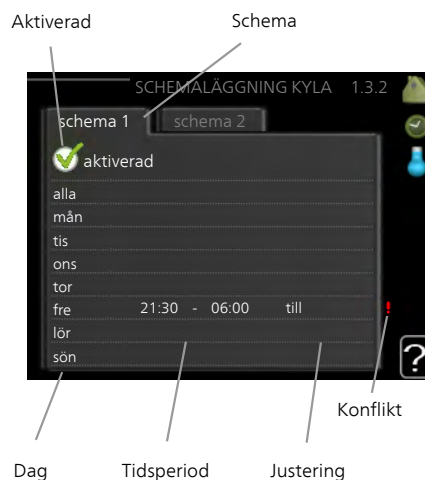 Aktiverad Schema
SCHEMALÄGGNING KYLA 1.3.2
schema 1 schema 2
aktiverad
alla
mån
tis
ons
tor
fre 21:30 - 06:00 till !
lör
sön
?
Konflikt
Dag Tidsperiod Justering